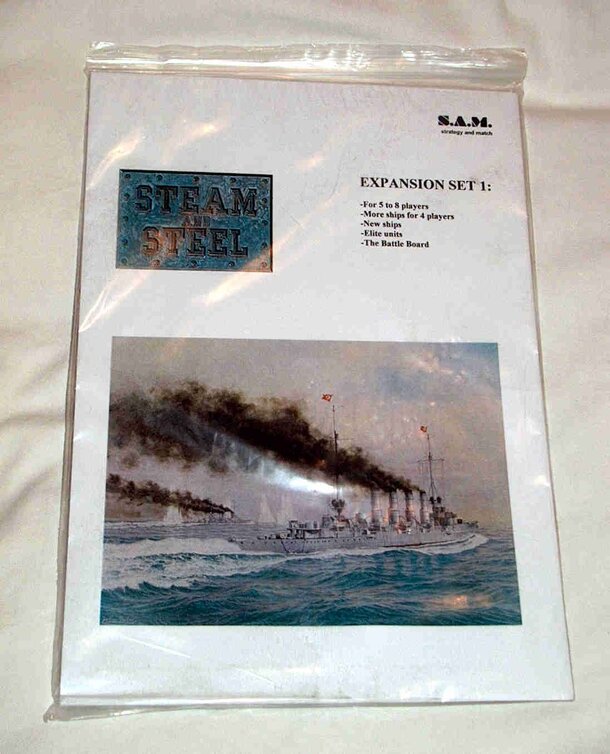 S.A.M.
strategy and match
STEAM
AND
STEEL
EXPANSION SET 1:
-For 5 to 8 players
-More ships for 4 players
-New ships
-Elite units
-The Battle Board